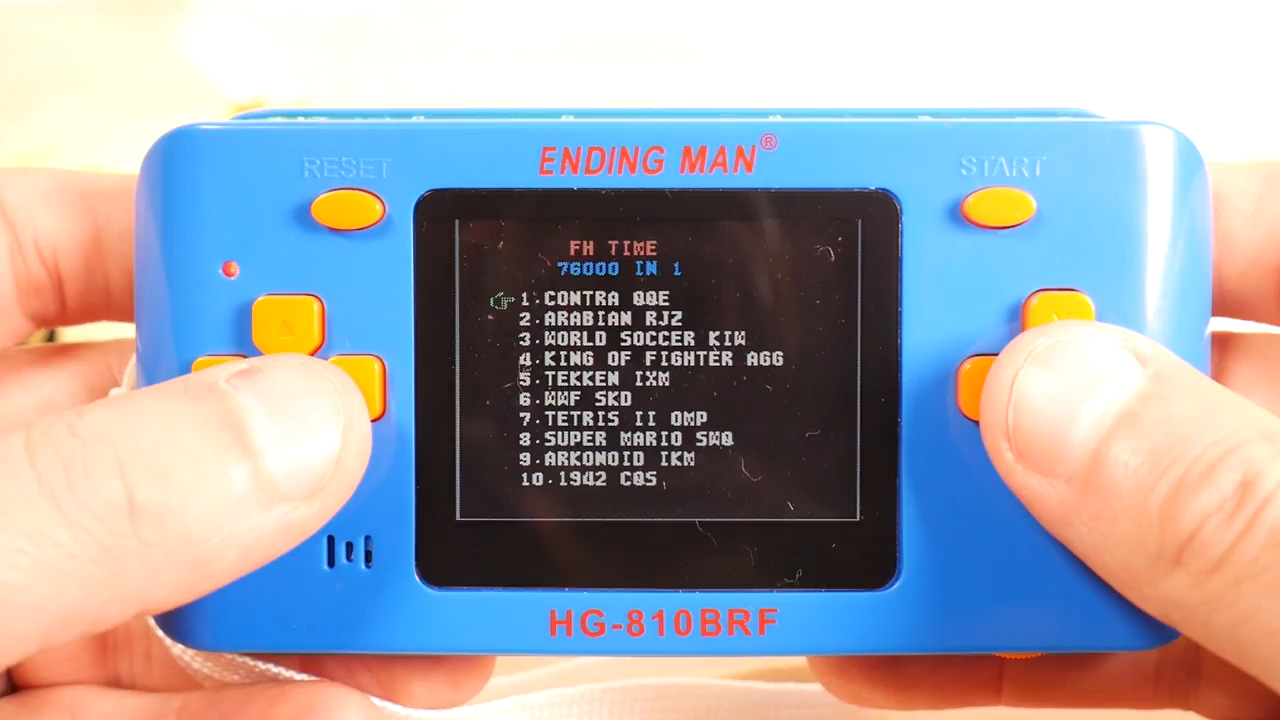 RESET
ENDING MAN®
START
FH TIME
76000 IN 1
1.CONTRA QQE
2.ARABIAN RJZ
3.WORLD SOCCER KIW
4.KING OF FIGHTER AGG
5.TEKKEN IXM
6.WWF SKD
7.TETRIS II OMP
8.SUPER MARIO SWQ
9.ARKONOID IKM
10.1942 CQS
HG-810BRF